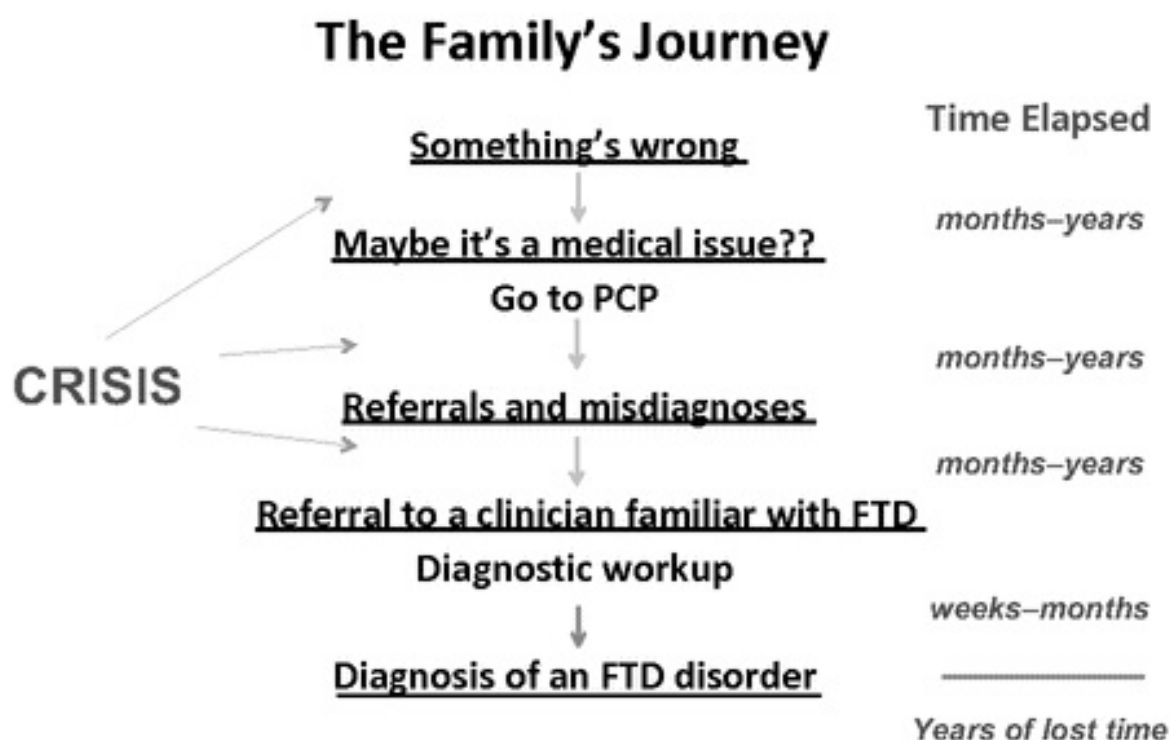 The Family's Journey
Time Elapsed
Something's wrong
months–years
Maybe it's a medical issue??
Go to PCP
months–years
CRISIS
Referrals and misdiagnoses
months–years
Referral to a clinician familiar with FTD
Diagnostic workup
weeks–months
Diagnosis of an FTD disorder
Years of lost time